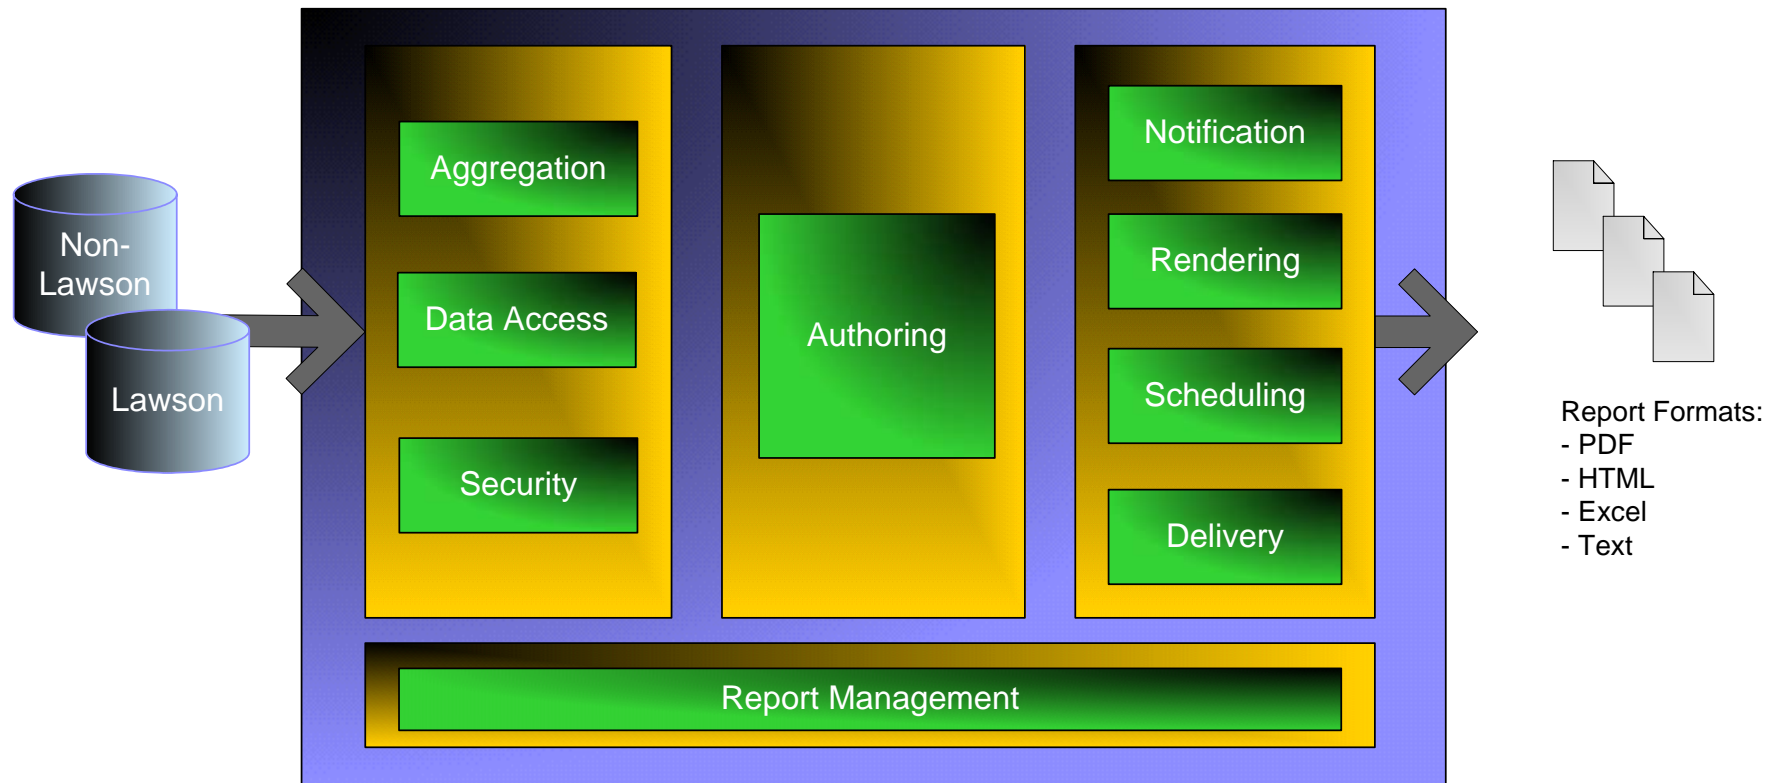 Non-
Lawson
Lawson
Aggregation
Data Access
Security
Authoring
Notification
Rendering
Scheduling
Delivery
Report Management
Report Formats:
- PDF
- HTML
- Excel
- Text